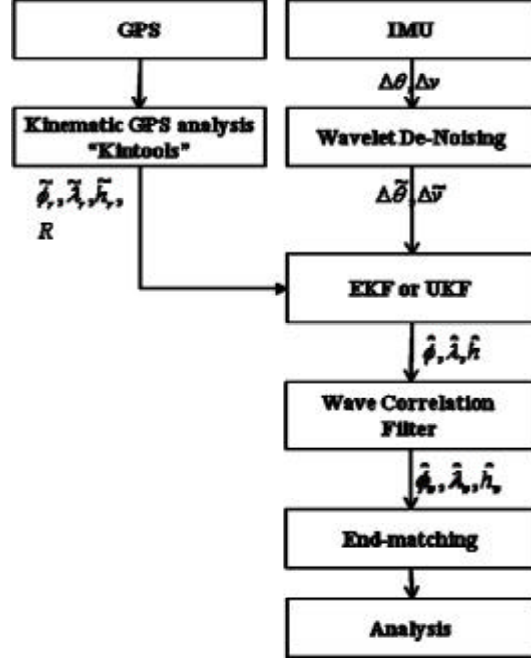 GPS
IMU
Δθ, Δv
Kinematic GPS analysis
"Kintools"
Wavelet De-Noising
ϕ̃ᵣ, λ̃ᵣ, h̃ᵣ,
R
Δθ̃, Δṽ
EKF or UKF
ϕ̂, λ̂, ĥ
Wave Correlation
Filter
End-matching
Analysis